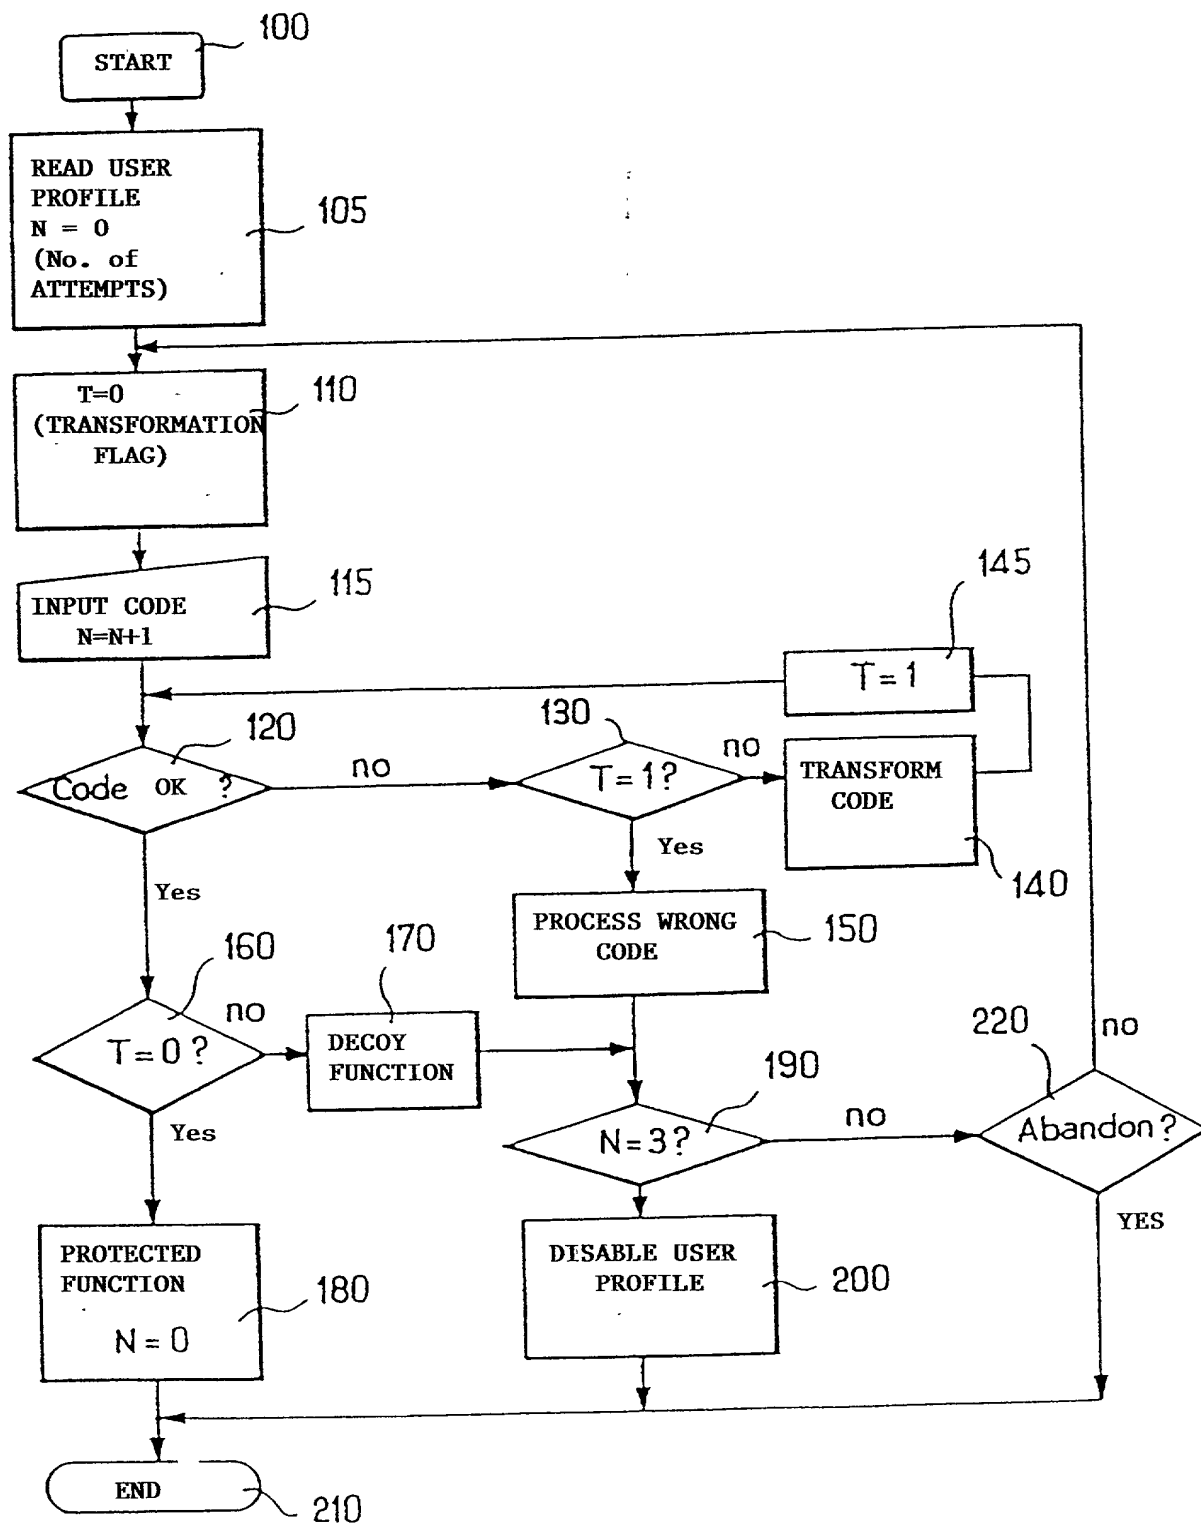 100
START
READ USER
PROFILE
N = 0
(No. of
ATTEMPTS)
105
T=0
(TRANSFORMATION
FLAG)
110
INPUT CODE
N=N+1
115
145
T=1
120
Code OK ?
no
130
T=1?
no
TRANSFORM
CODE
140
Yes
Yes
PROCESS WRONG
CODE
150
160
T=0?
no
170
DECOY
FUNCTION
190
N=3?
no
220
no
Abandon?
Yes
YES
PROTECTED
FUNCTION
N=0
180
DISABLE USER
PROFILE
200
END
210